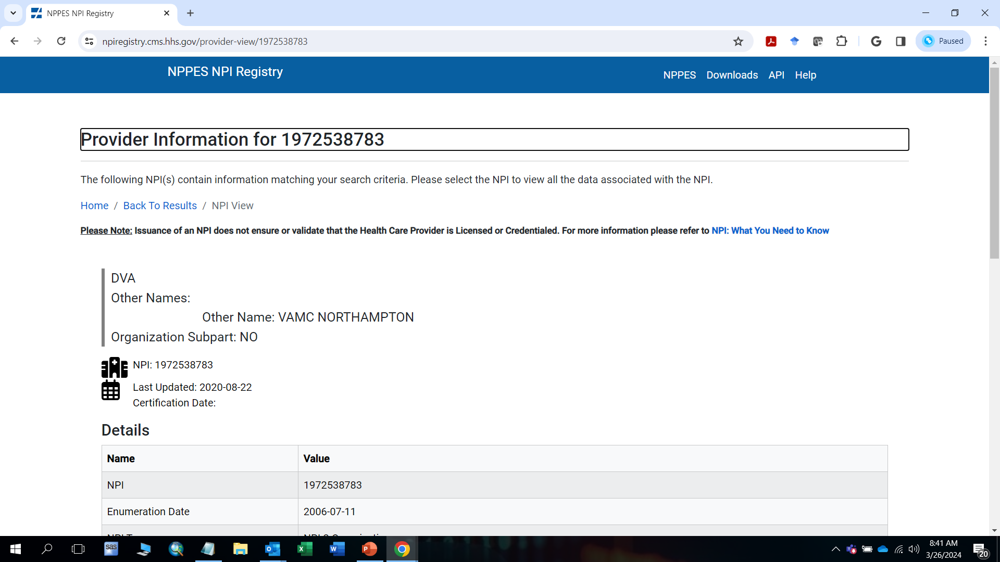 NPPES NPI Registry
npiregistry.cms.hhs.gov/provider-view/1972538783
Paused
NPPES NPI Registry
NPPES Downloads API Help
Provider Information for 1972538783
The following NPI(s) contain information matching your search criteria. Please select the NPI to view all the data associated with the NPI.
Home / Back To Results / NPI View
Please Note: Issuance of an NPI does not ensure or validate that the Health Care Provider is Licensed or Credentialed. For more information please refer to NPI: What You Need to Know
DVA
Other Names:
Other Name: VAMC NORTHAMPTON
Organization Subpart: NO
NPI: 1972538783
Last Updated: 2020-08-22
Certification Date:
Details
Name Value
NPI 1972538783
Enumeration Date 2006-07-11
sas
8:41 AM
3/26/2024
20